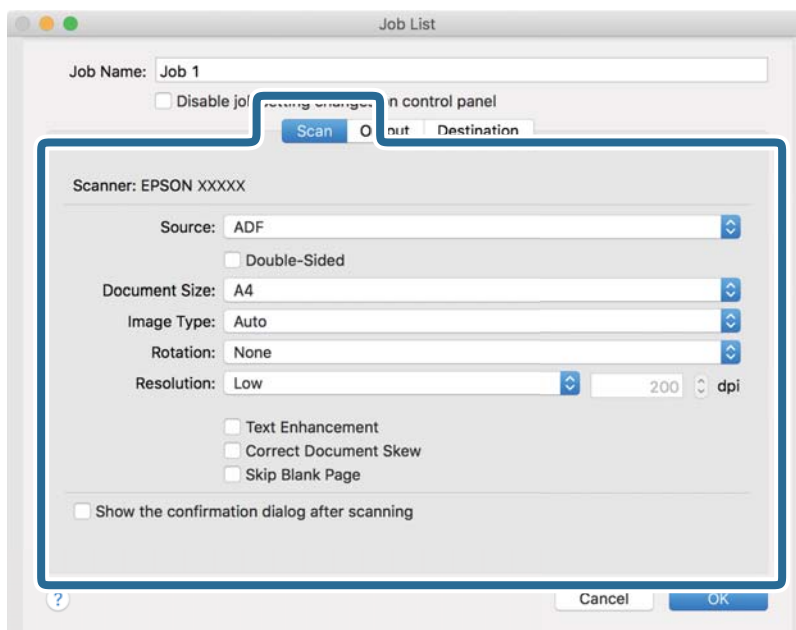 Job List
Job Name: Job 1
Disable job control panel
Scan Output Destination
Scanner: EPSON XXXXX
Source: ADF
Double-Sided
Document Size: A4
Image Type: Auto
Rotation: None
Resolution: Low 200 dpi
Text Enhancement
Correct Document Skew
Skip Blank Page
Show the confirmation dialog after scanning
? Cancel OK